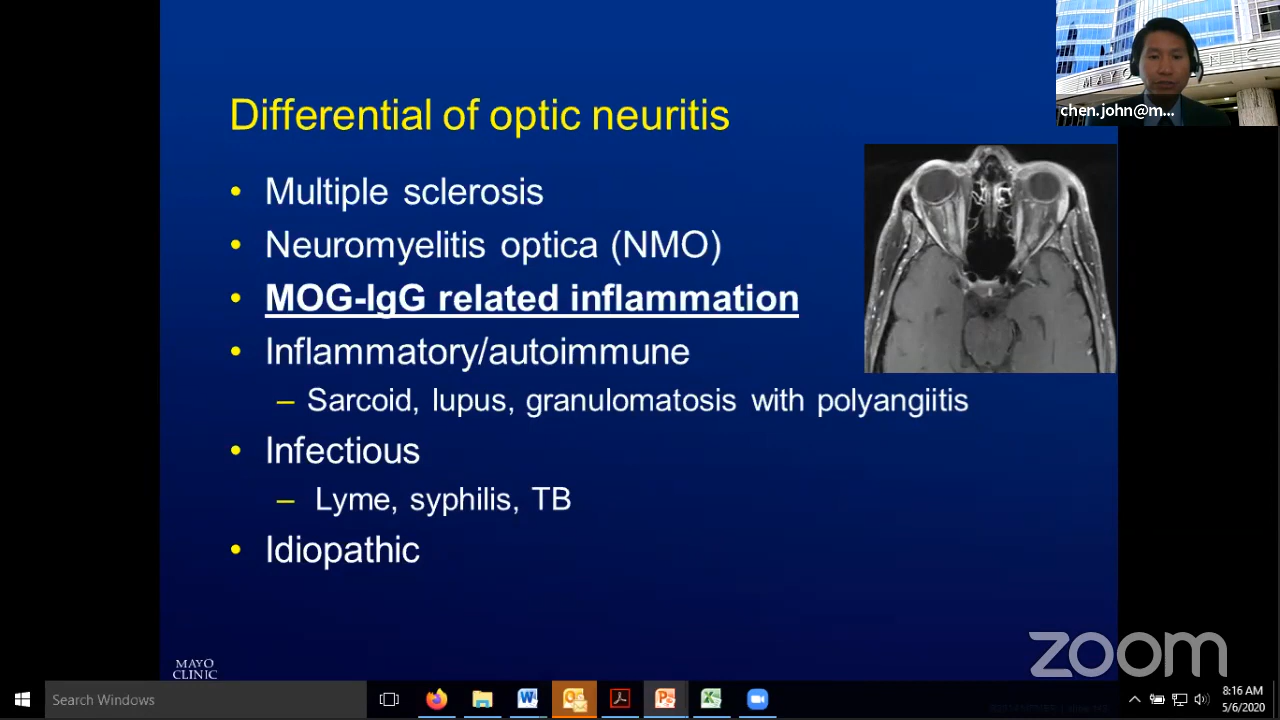 Differential of optic neuritis
• Multiple sclerosis
• Neuromyelitis optica (NMO)
• MOG-IgG related inflammation
• Inflammatory/autoimmune
– Sarcoid, lupus, granulomatosis with polyangiitis
• Infectious
– Lyme, syphilis, TB
• Idiopathic
MAYO
CLINIC
chen.john@m...
zoom
Search Windows
8:16 AM
5/6/2020